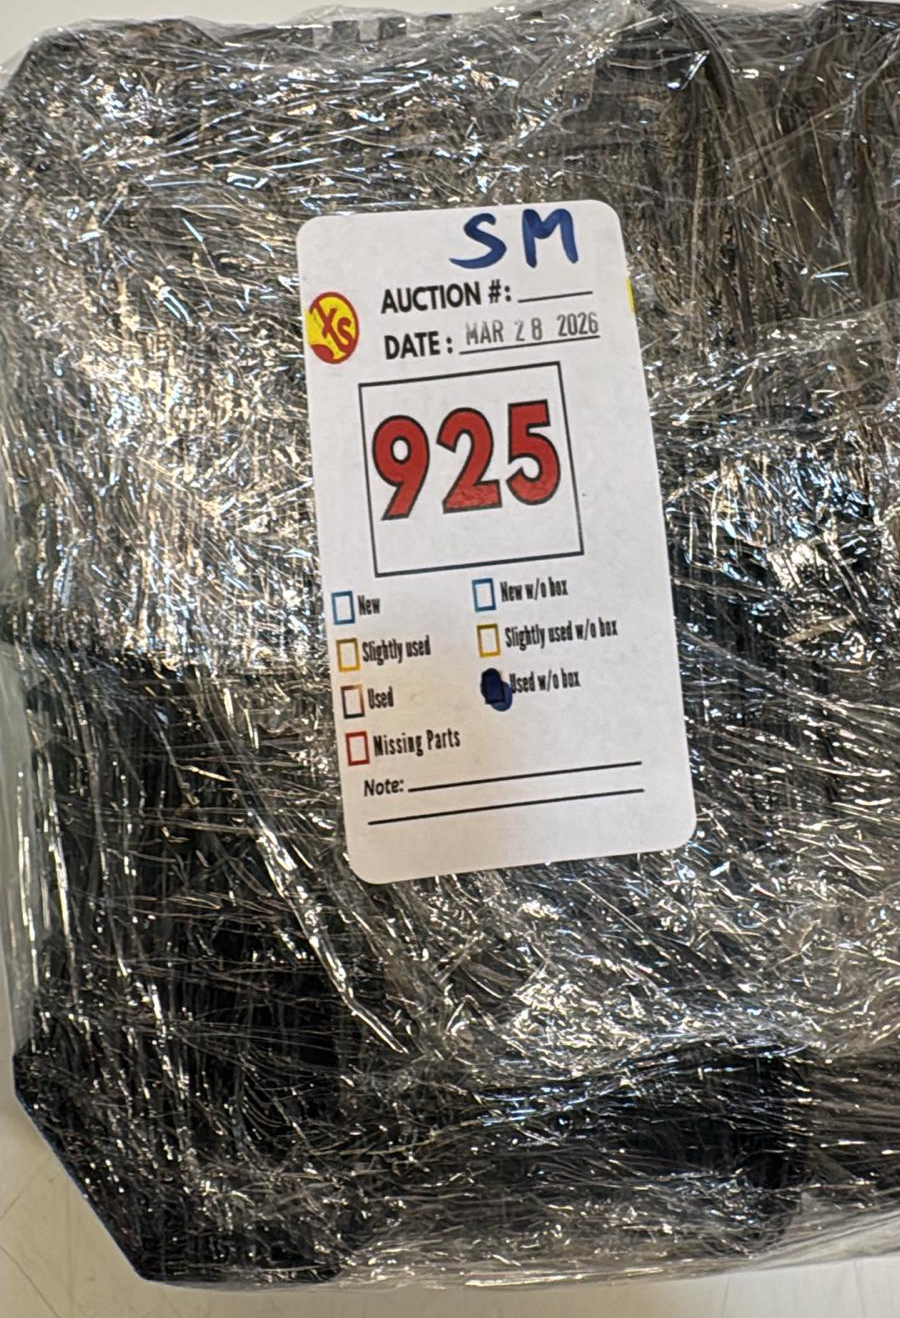 SM
AUCTION #:
XS
DATE: MAR 28 2026
925
New
New w/o box
Slightly used
Slightly used w/o box
Used
Used w/o box
Missing Parts
Note: